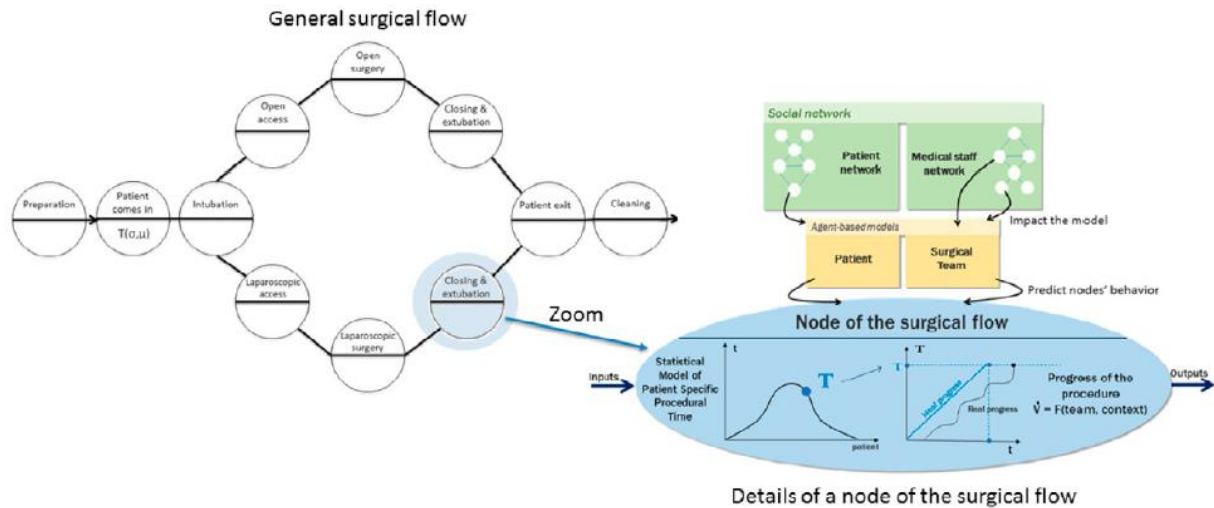 General surgical flow
Open
surgery
Open
access
Closing &
extubation
Preparation
Patient
comes in
T(σ,μ)
Intubation
Patient exit
Cleaning
Laparoscopic
access
Laparoscopic
surgery
Closing &
extubation
Zoom
Social network
Patient
network
Medical staff
network
Impact the model
Agent-based models
Patient
Surgical
Team
Predict nodes' behavior
Node of the surgical flow
Inputs
Statistical
Model of
Patient Specific
Procedural
Time
t
T
patient
T
T
Ideal progress
Real progress
t
Progress of the
procedure
V̇ = F(team, context)
Outputs
Details of a node of the surgical flow